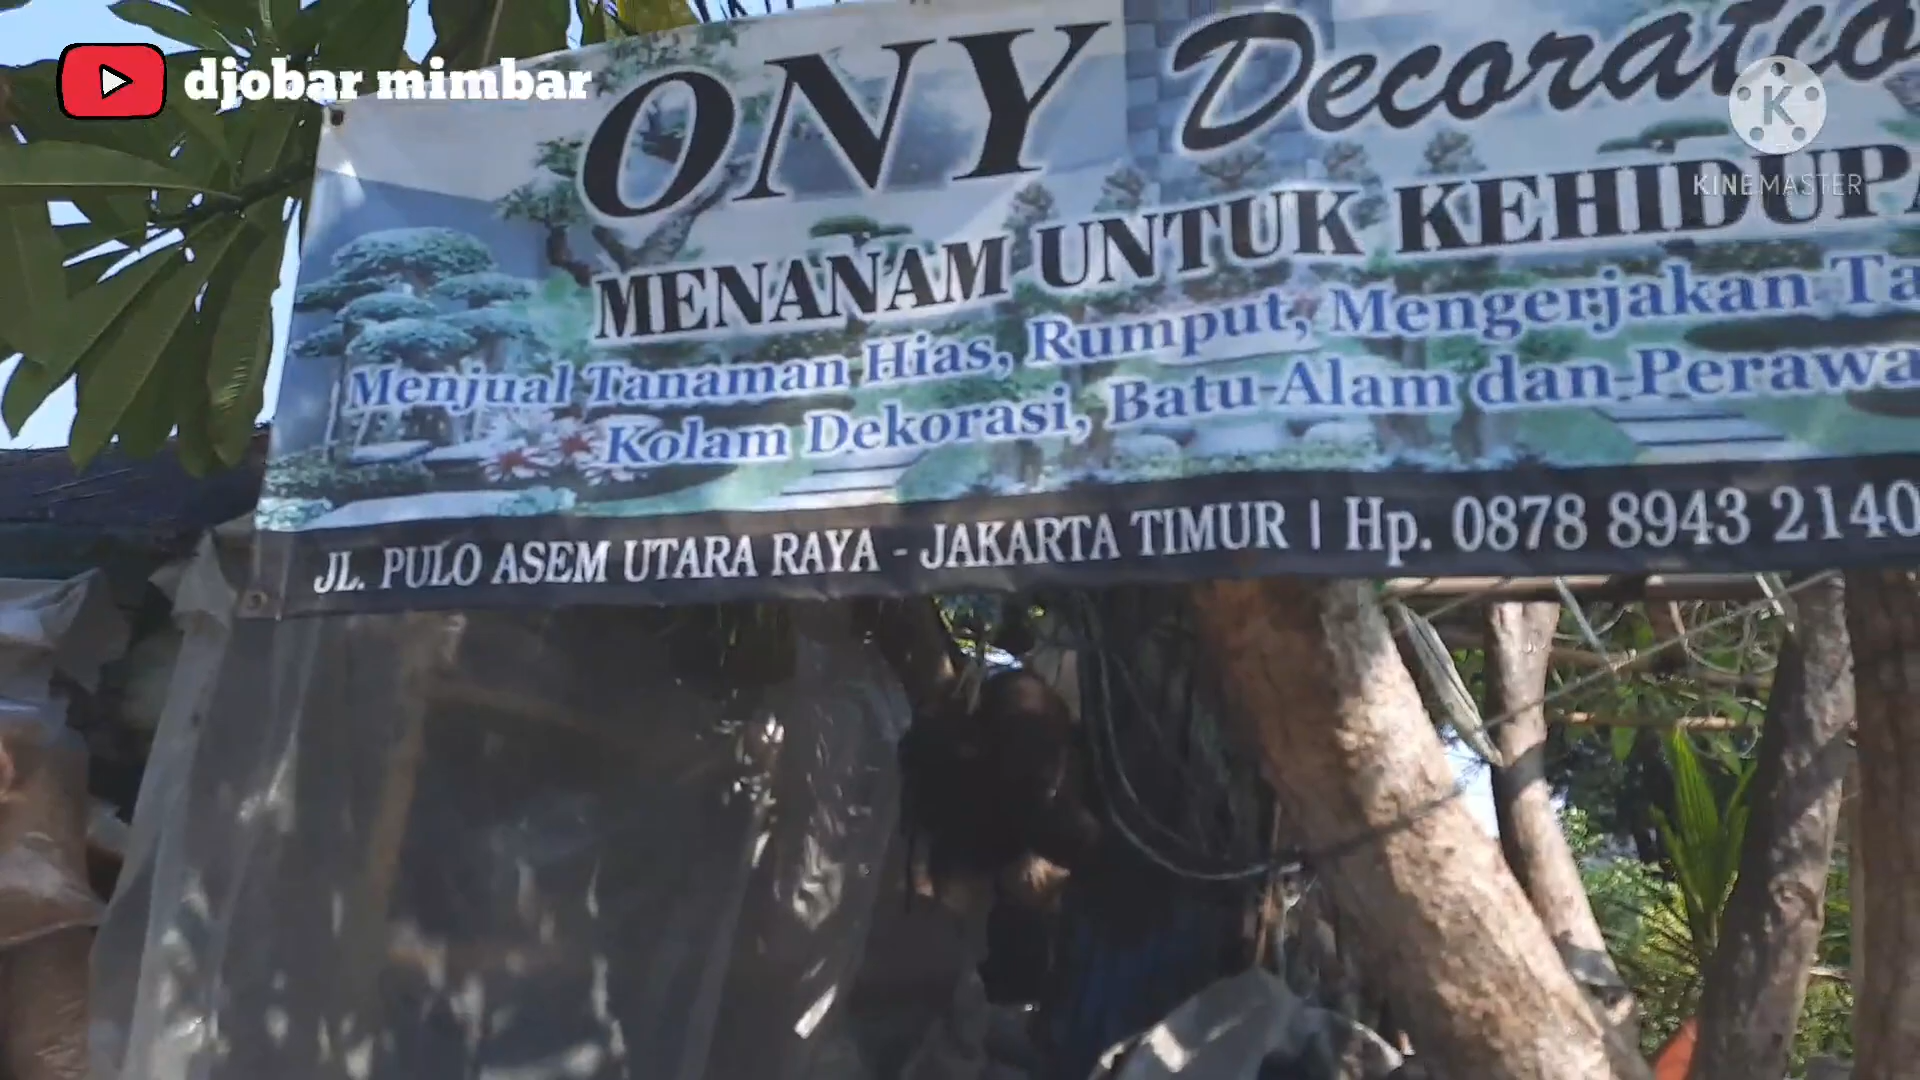 djobar mimbar
ONY Decoratio
KINEMASTER
MENANAM UNTUK KEHIDUPA
Menjual Tanaman Hias, Rumput, Mengerjakan Ta
Kolam Dekorasi, Batu Alam dan Perawa
JL. PULO ASEM UTARA RAYA - JAKARTA TIMUR | Hp. 0878 8943 2140